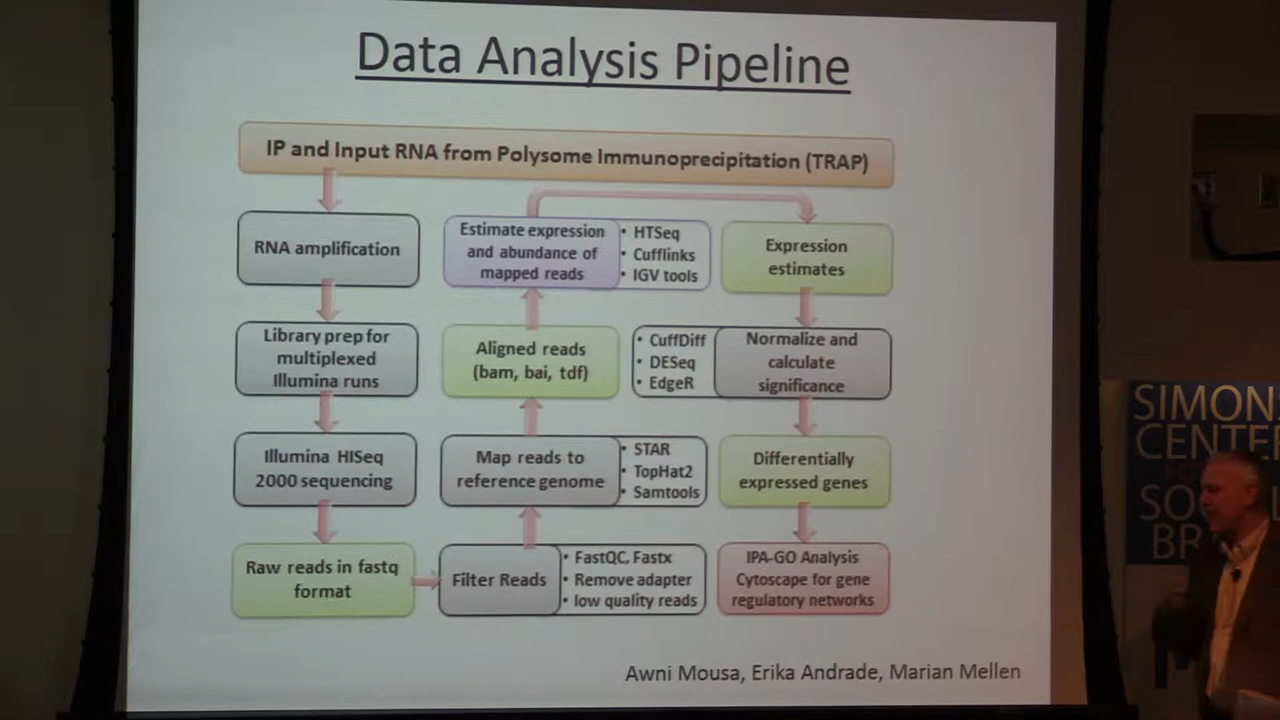 Data Analysis Pipeline
IP and Input RNA from Polysome Immunoprecipitation (TRAP)
RNA amplification
Library prep for
multiplexed
Illumina runs
Illumina HISeq
2000 sequencing
Raw reads in fastq
format
Filter Reads
• FastQC, Fastx
• Remove adapter
• low quality reads
Map reads to
reference genome
• STAR
• TopHat2
• Samtools
Aligned reads
(bam, bai, tdf)
Estimate expression
and abundance of
mapped reads
• HTSeq
• Cufflinks
• IGV tools
Expression
estimates
• CuffDiff
• DESeq
• EdgeR
Normalize and
calculate
significance
Differentially
expressed genes
IPA-GO Analysis
Cytoscape for gene
regulatory networks
Awni Mousa, Erika Andrade, Marian Mellen
SIMON
CENTE
SO
BR